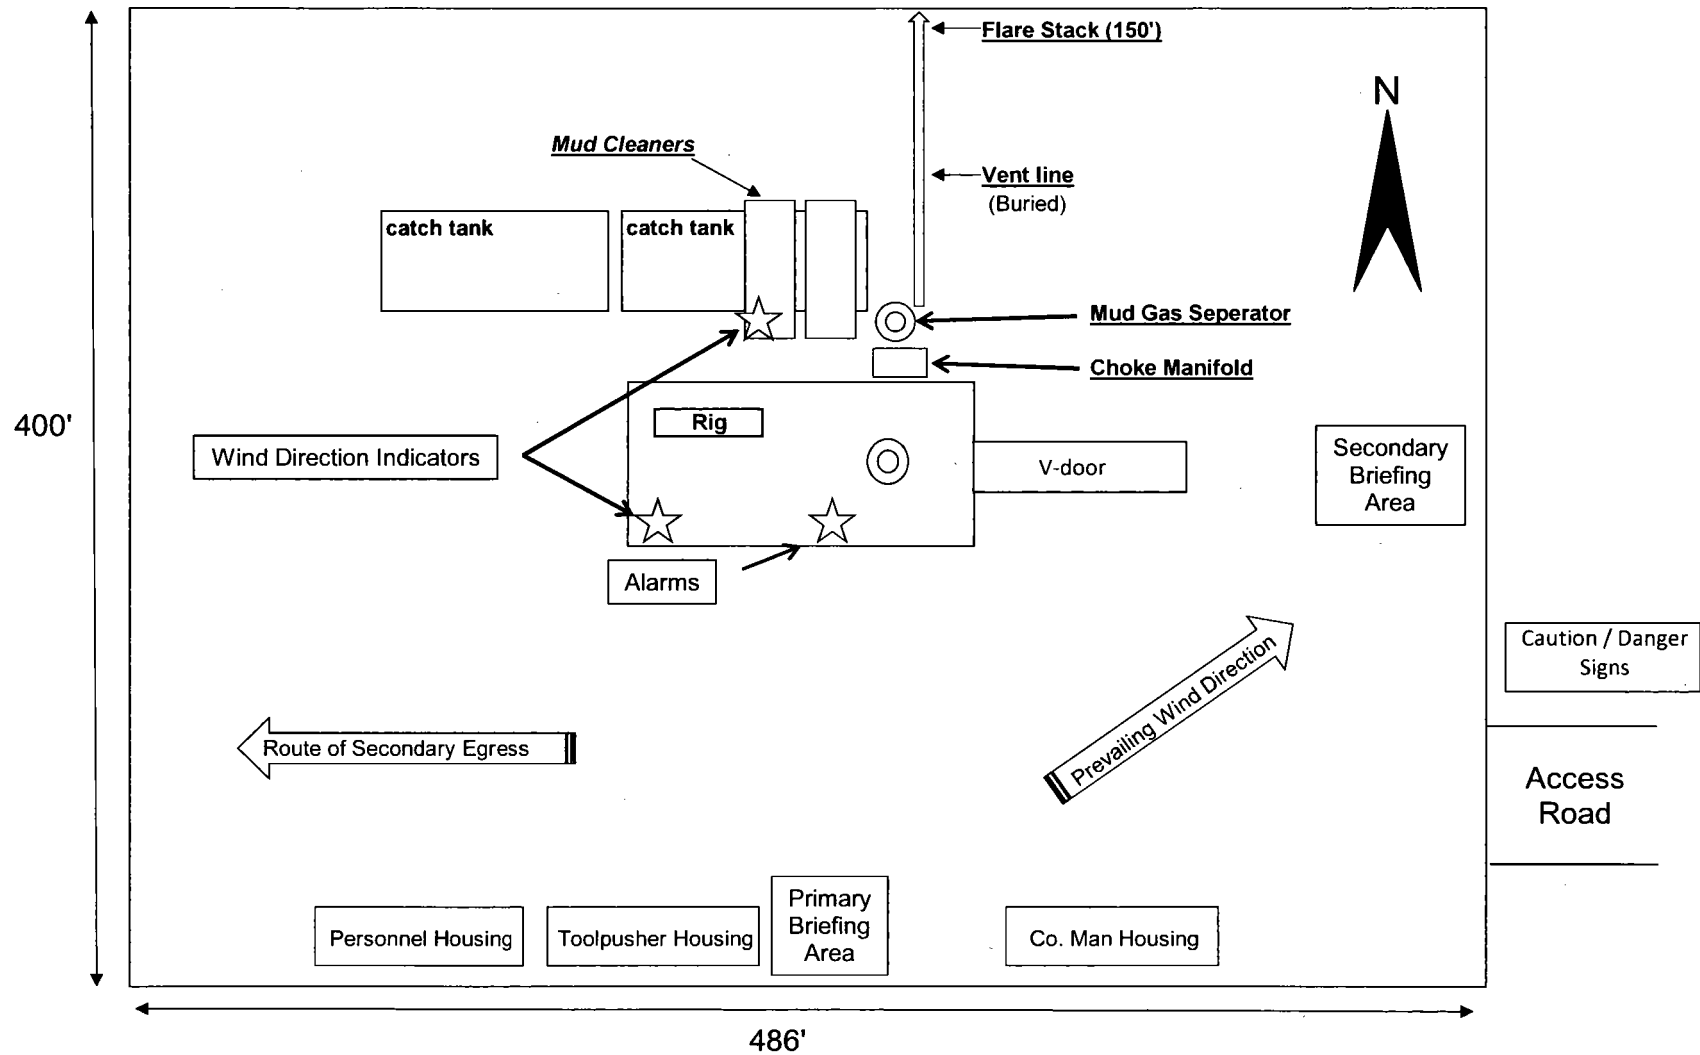 Flare Stack (150')
N
Mud Cleaners
Vent line
(Buried)
catch tank
catch tank
Mud Gas Seperator
Choke Manifold
400'
Rig
Wind Direction Indicators
V-door
Secondary
Briefing
Area
Alarms
Caution / Danger
Signs
Prevailing Wind Direction
Route of Secondary Egress
Access
Road
Personnel Housing
Toolpusher Housing
Primary
Briefing
Area
Co. Man Housing
486'